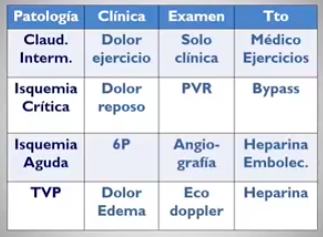 Patología Clínica Examen Tto
Claud. Dolor Solo Médico
Interm. ejercicio clínica Ejercicios
Isquemia Dolor PVR Bypass
Crítica reposo
Isquemia 6P Angio- Heparina
Aguda grafía Embolec.
TVP Dolor Eco Heparina
Edema doppler